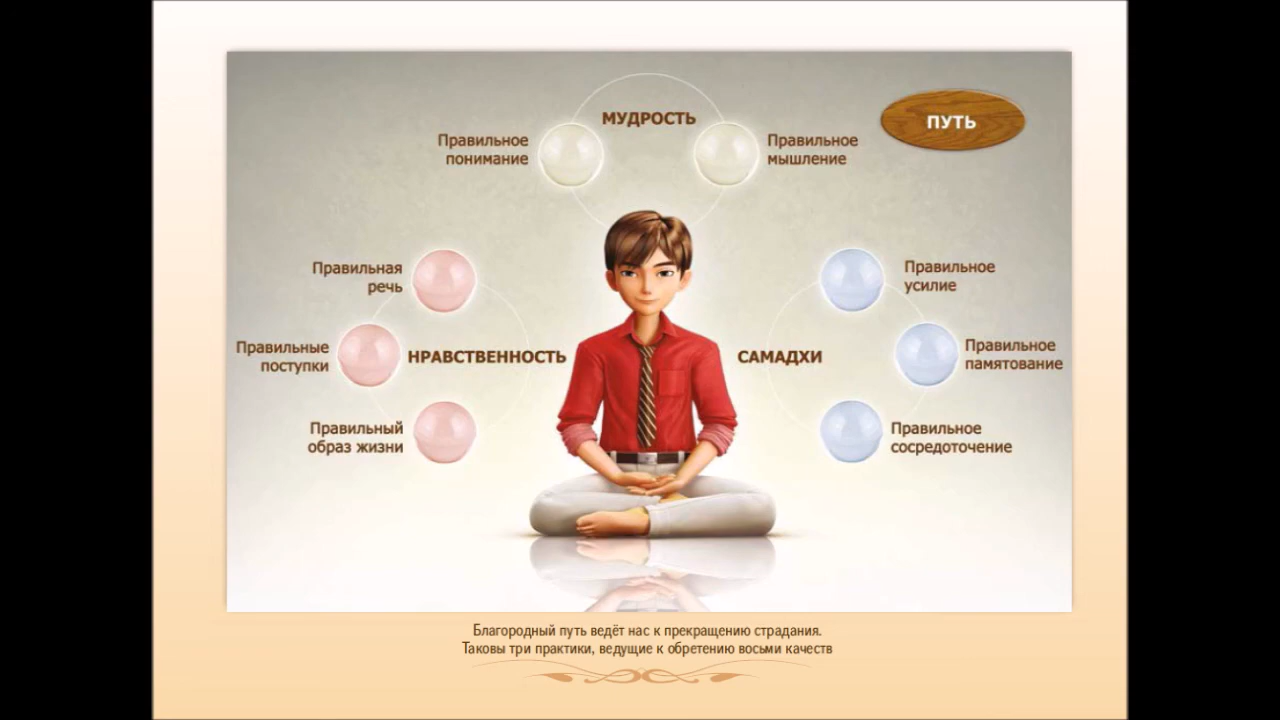 МУДРОСТЬ
ПУТЬ
Правильное
понимание
Правильное
мышление
Правильная
речь
Правильные
поступки
НРАВСТВЕННОСТЬ
Правильный
образ жизни
САМАДХИ
Правильное
усилие
Правильное
памятование
Правильное
сосредоточение
Благородный путь ведёт нас к прекращению страдания.
Таковы три практики, ведущие к обретению восьми качеств